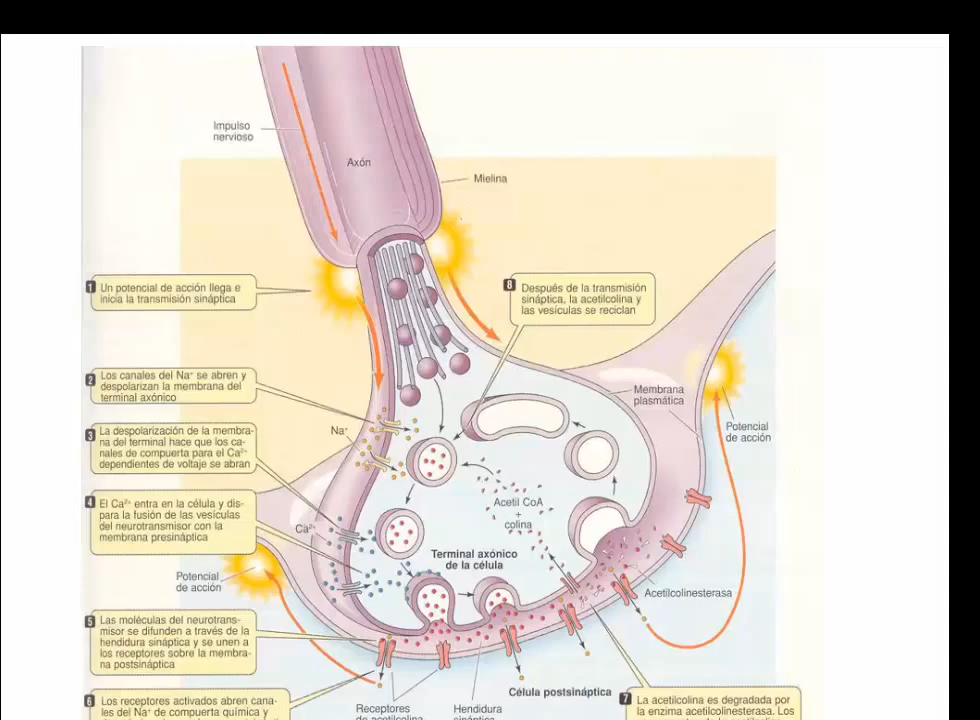 Impulso
nervioso
Axón
Mielina
1 Un potencial de acción llega e
inicia la transmisión sináptica
8 Después de la transmisión
sináptica, la acetilcolina y
las vesículas se reciclan
2 Los canales del Na⁺ se abren y
despolarizan la membrana del
terminal axónico
Membrana
plasmática
Na⁺
Potencial
de acción
3 La despolarización de la membra-
na del terminal hace que los ca-
nales de compuerta para el Ca²⁺
dependientes de voltaje se abran
4 El Ca²⁺ entra en la célula y dis-
para la fusión de las vesículas
del neurotransmisor con la
membrana presináptica
Ca²⁺
Acetil CoA
+
colina
Terminal axónico
de la célula
Potencial
de acción
Acetilcolinesterasa
5 Las moléculas del neurotrans-
misor se difunden a través de la
hendidura sináptica y se unen a
los receptores sobre la membra-
na postsináptica
6 Los receptores activados abren cana-
les del Na⁺ de compuerta química y
Receptores
de acetilcolina
Hendidura
sináptica
Célula postsináptica
7 La acetilcolina es degradada por
la enzima acetilcolinesterasa. Los